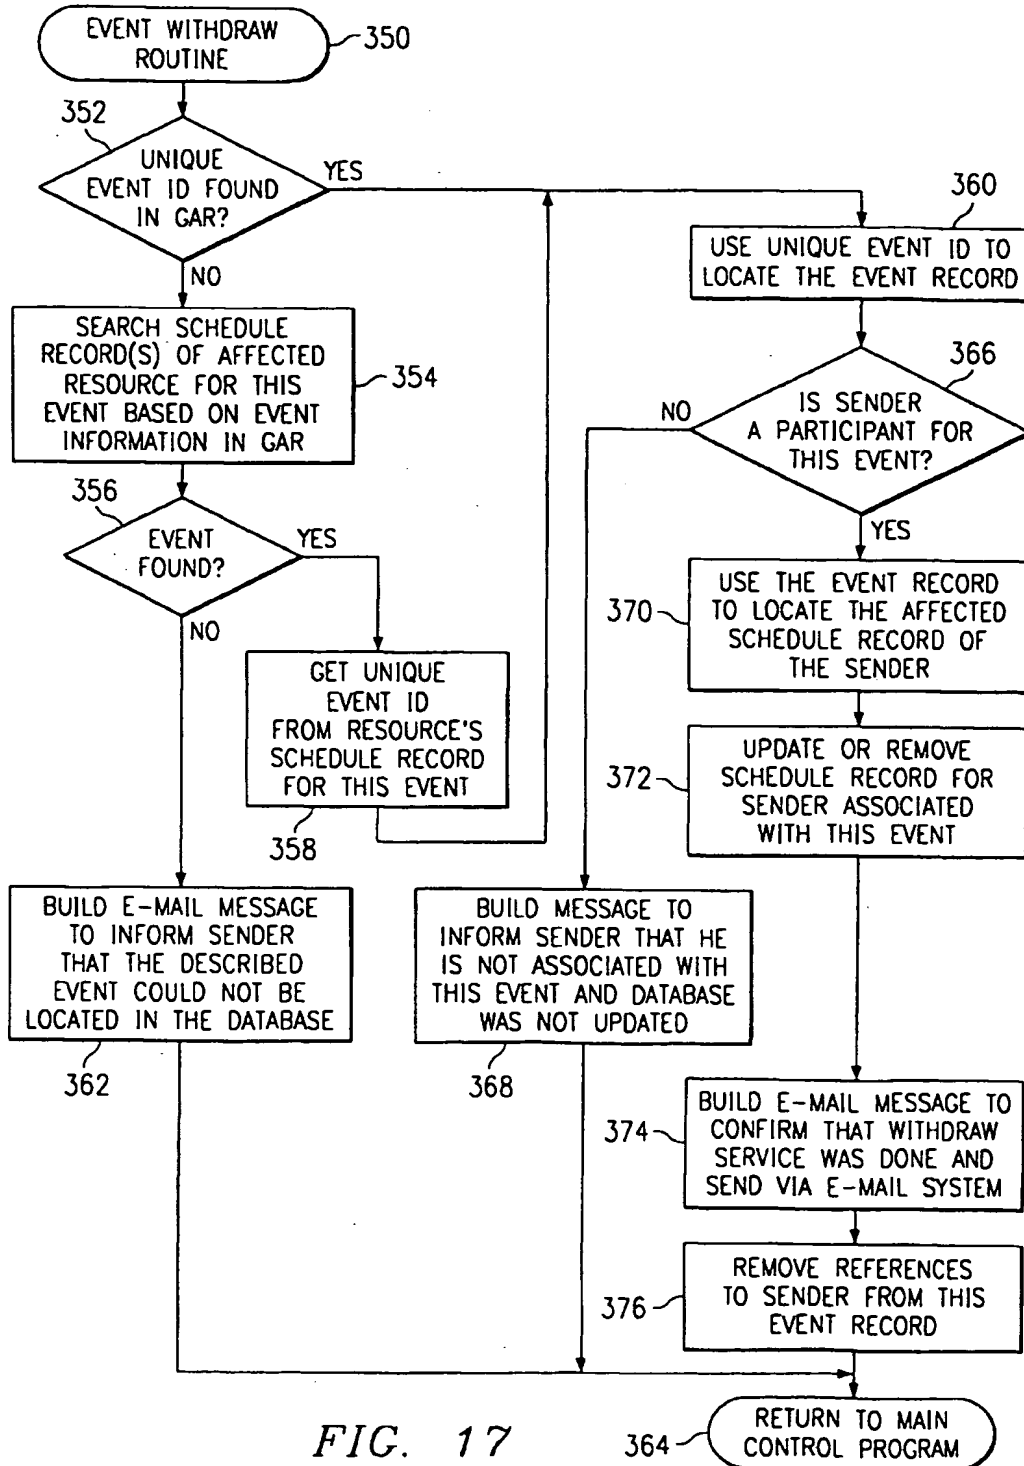 EVENT WITHDRAW
ROUTINE
350
352
UNIQUE
EVENT ID FOUND
IN GAR?
YES
NO
360
USE UNIQUE EVENT ID TO
LOCATE THE EVENT RECORD
SEARCH SCHEDULE
RECORD(S) OF AFFECTED
RESOURCE FOR THIS
EVENT BASED ON EVENT
INFORMATION IN GAR
354
366
IS SENDER
A PARTICIPANT FOR
THIS EVENT?
NO
YES
356
EVENT
FOUND?
YES
NO
GET UNIQUE
EVENT ID
FROM RESOURCE'S
SCHEDULE RECORD
FOR THIS EVENT
358
370
USE THE EVENT RECORD
TO LOCATE THE AFFECTED
SCHEDULE RECORD OF
THE SENDER
372
UPDATE OR REMOVE
SCHEDULE RECORD FOR
SENDER ASSOCIATED
WITH THIS EVENT
BUILD E-MAIL MESSAGE
TO INFORM SENDER
THAT THE DESCRIBED
EVENT COULD NOT BE
LOCATED IN THE DATABASE
362
BUILD MESSAGE TO
INFORM SENDER THAT HE
IS NOT ASSOCIATED WITH
THIS EVENT AND DATABASE
WAS NOT UPDATED
368
374
BUILD E-MAIL MESSAGE TO
CONFIRM THAT WITHDRAW
SERVICE WAS DONE AND
SEND VIA E-MAIL SYSTEM
376
REMOVE REFERENCES
TO SENDER FROM THIS
EVENT RECORD
FIG. 17
364
RETURN TO MAIN
CONTROL PROGRAM